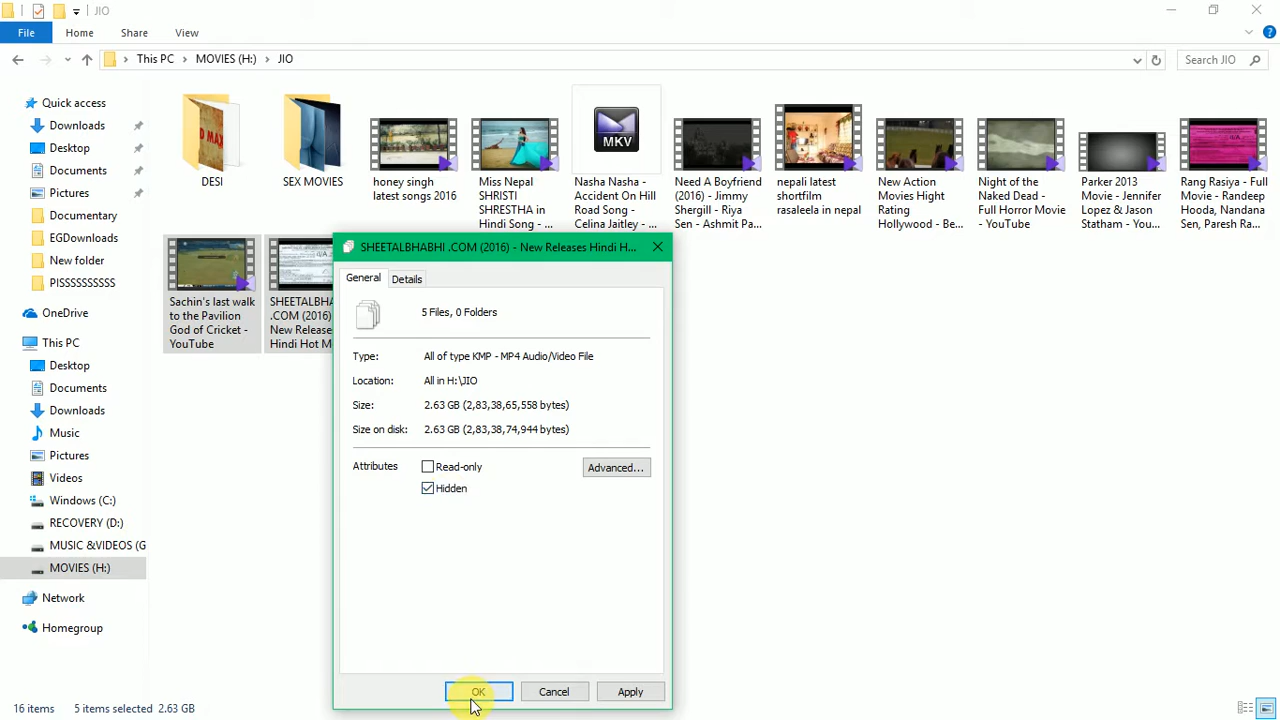 JIO
File Home Share View
This PC MOVIES (H:) JIO
Search JIO
Quick access
Downloads
Desktop
Documents
Pictures
Documentary
EGDownloads
New folder
PISSSSSSSSS
OneDrive
This PC
Desktop
Documents
Downloads
Music
Pictures
Videos
Windows (C:)
RECOVERY (D:)
MUSIC &VIDEOS (G
MOVIES (H:)
Network
Homegroup
DESI
SEX MOVIES
honey singh
latest songs 2016
Miss Nepal
SHRISTI
SHRESTHA in
Hindi Song -
MKV
Nasha Nasha -
Accident On Hill
Road Song -
Celina Jaitley - ...
Need A Boyfriend
(2016) - Jimmy
Shergill - Riya
Sen - Ashmit Pa...
nepali latest
shortfilm
rasaleela in nepal
New Action
Movies Hight
Rating
Hollywood - Be...
Night of the
Naked Dead -
Full Horror Movie
- YouTube
Parker 2013
Movie - Jennifer
Lopez & Jason
Statham - You...
Rang Rasiya - Full
Movie - Randeep
Hooda, Nandana
Sen, Paresh Ra...
Sachin's last walk
to the Pavilion
God of Cricket -
YouTube
SHEETALBHA
.COM (2016)
New Release
Hindi Hot M
SHEETALBHABHI .COM (2016) - New Releases Hindi H...
General Details
5 Files, 0 Folders
Type: All of type KMP - MP4 Audio/Video File
Location: All in H:\JIO
Size: 2.63 GB (2,83,38,65,558 bytes)
Size on disk: 2.63 GB (2,83,38,74,944 bytes)
Attributes Read-only Advanced...
Hidden
OK Cancel Apply
16 items 5 items selected 2.63 GB